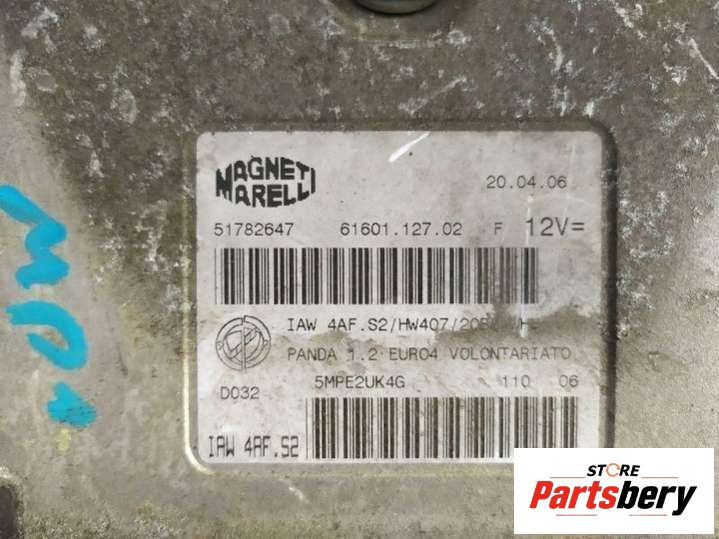 MAGNETI MARELLI
20.04.06
51782647 61601.127.02 F 12V=
IAW 4AF.S2/HW407/
PANDA 1.2 EURO4 VOLONTARIATO
D032 5MPE2UK4G 110 06
IAW 4AF.S2
STORE
Partsbery